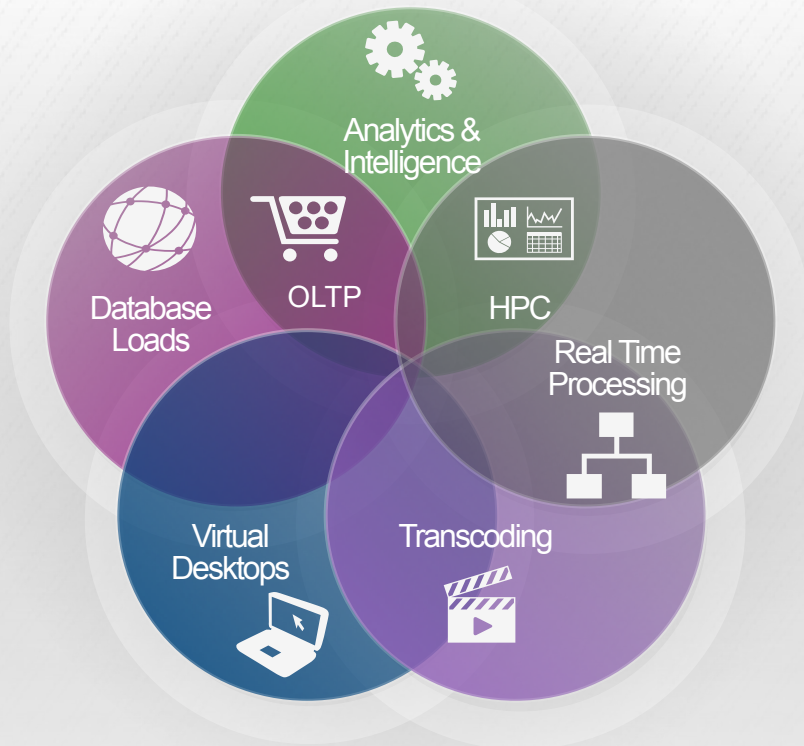 Analytics &
Intelligence
OLTP
HPC
Database
Loads
Real Time
Processing
Virtual
Desktops
Transcoding